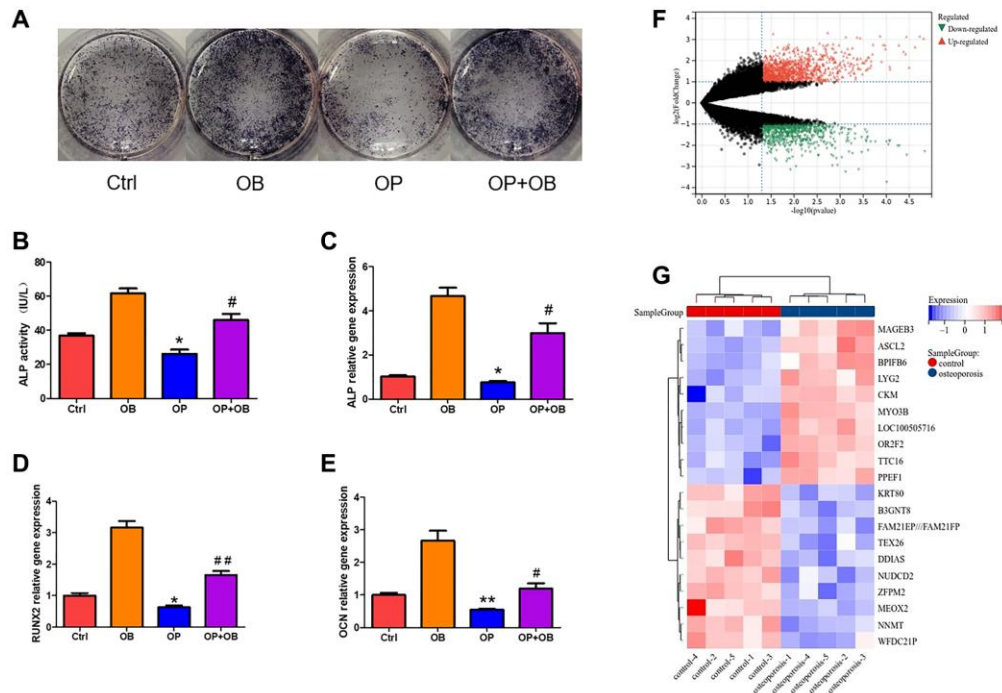 A
Ctrl
OB
OP
OP+OB
B
ALP activity (IU/L)
80
60
40
20
0
*
#
Ctrl
OB
OP
OP+OB
C
ALP relative gene expression
6
4
2
0
*
#
Ctrl
OB
OP
OP+OB
D
RUNX2 relative gene expression
4
3
2
1
0
*
##
Ctrl
OB
OP
OP+OB
E
OCN relative gene expression
4
3
2
1
0
**
#
Ctrl
OB
OP
OP+OB
F
log2(FoldChange)
4
3
2
1
0
−1
−2
−3
−4
0.0 0.5 1.0 1.5 2.0 2.5 3.0 3.5 4.0 4.5 5.0
-log10(pvalue)
Regulated
Down-regulated
Up-regulated
G
SampleGroup
MAGEB3
ASCL2
BPIFB6
LYG2
CKM
MYO3B
LOC100505716
OR2F2
TTC16
PPEF1
KRT80
B3GNT8
FAM21EP///FAM21FP
TEX26
DDIAS
NUDCD2
ZFPM2
MEOX2
NNMT
WFDC21P
control-4
control-2
control-5
control-1
control-3
osteoporosis-1
osteoporosis-4
osteoporosis-5
osteoporosis-2
osteoporosis-3
Expression
−1 0 1
SampleGroup:
control
osteoporosis